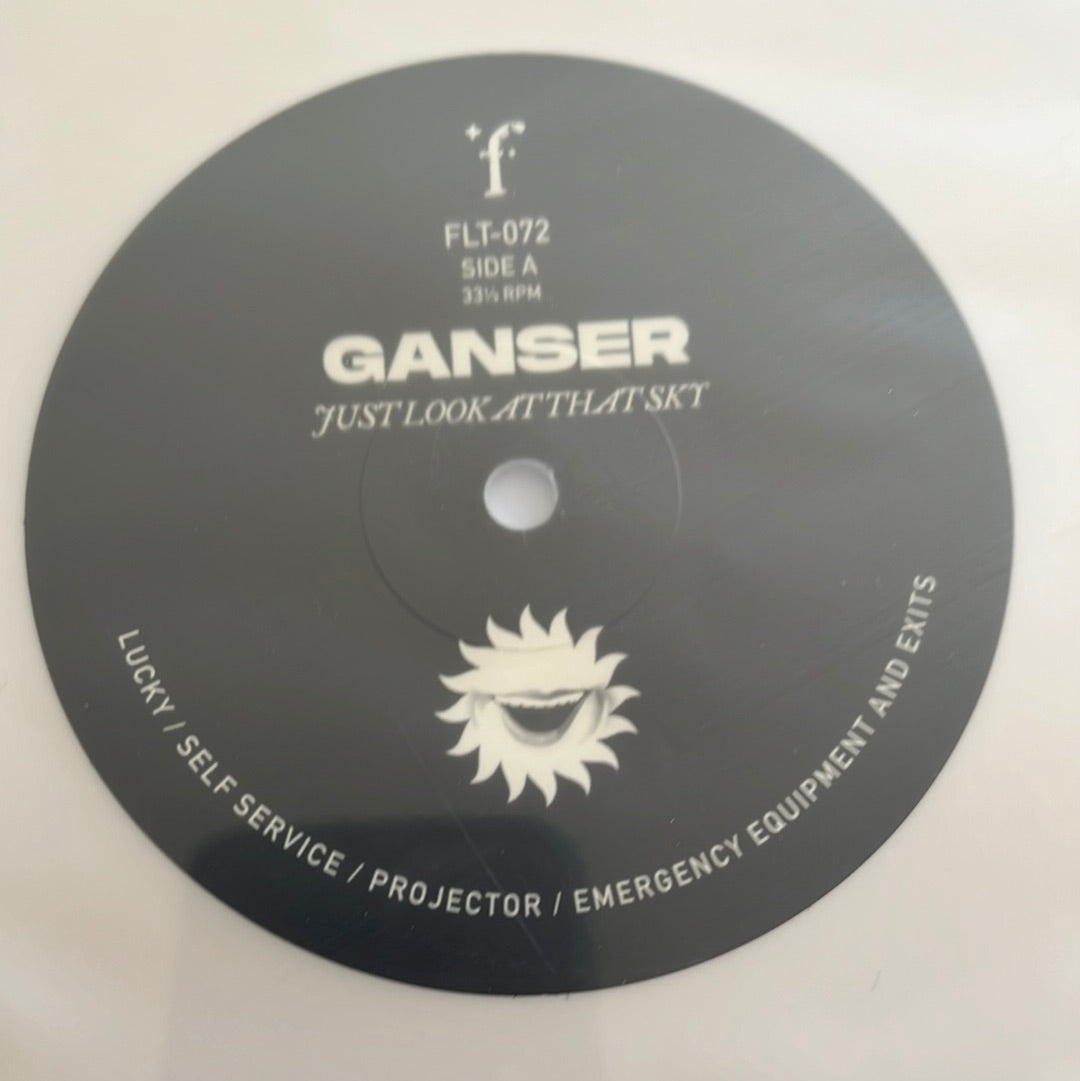 f
FLT-072
SIDE A
33⅓ RPM
GANSER
JUST LOOK AT THAT SKY
LUCKY / SELF SERVICE / PROJECTOR / EMERGENCY EQUIPMENT AND EXITS